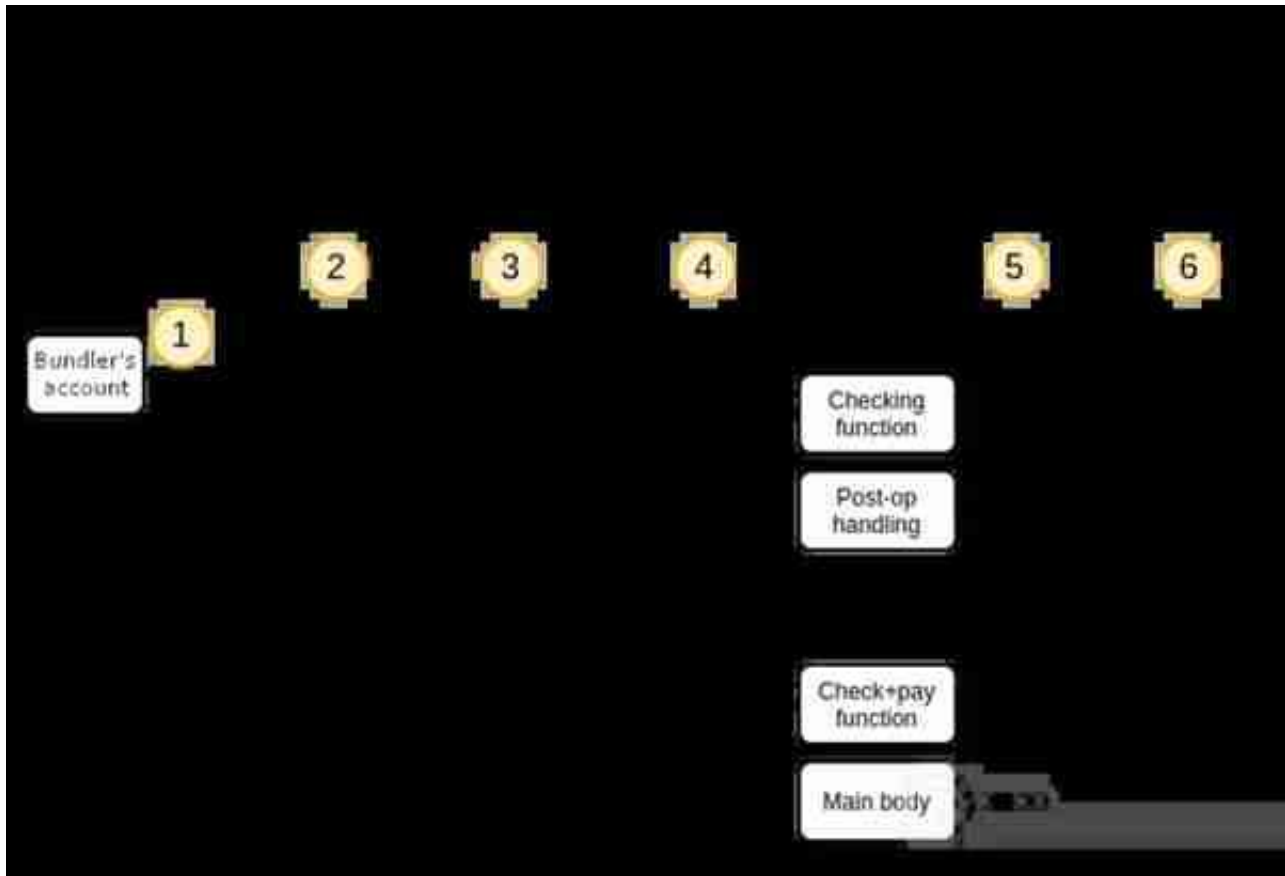 2
3
4
5
6
1
Bundler's
account
Checking
function
Post-op
handling
Check+pay
function
Main body